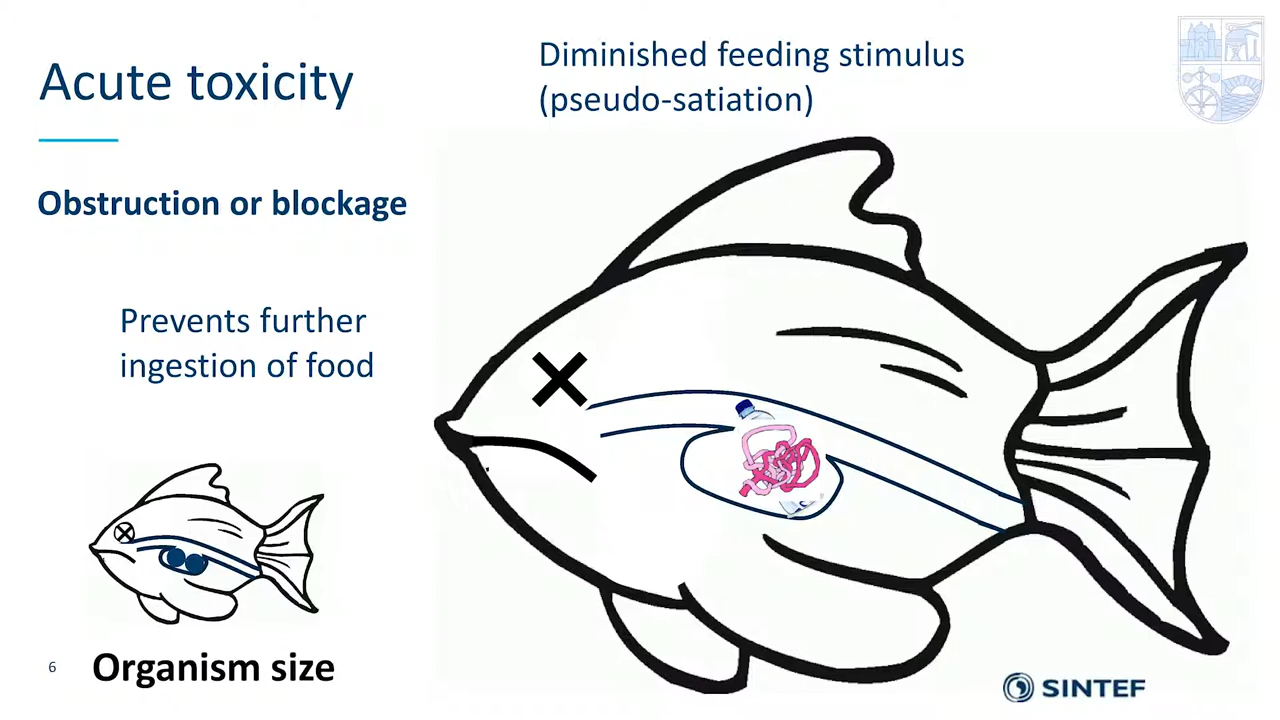 Acute toxicity
Diminished feeding stimulus
(pseudo-satiation)
Obstruction or blockage
Prevents further
ingestion of food
Organism size
6
SINTEF